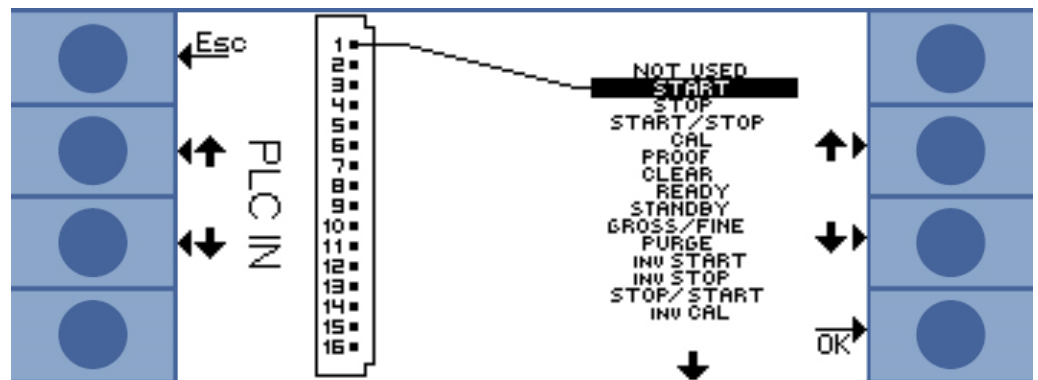 Esc
PLC IN
1
2
3
4
5
6
7
8
9
10
11
12
13
14
15
16
NOT USED
START
STOP
START/STOP
CAL
PROOF
CLEAR
READY
STANDBY
GROSS/FINE
PURGE
INV START
INV STOP
STOP/START
INV CAL
OK